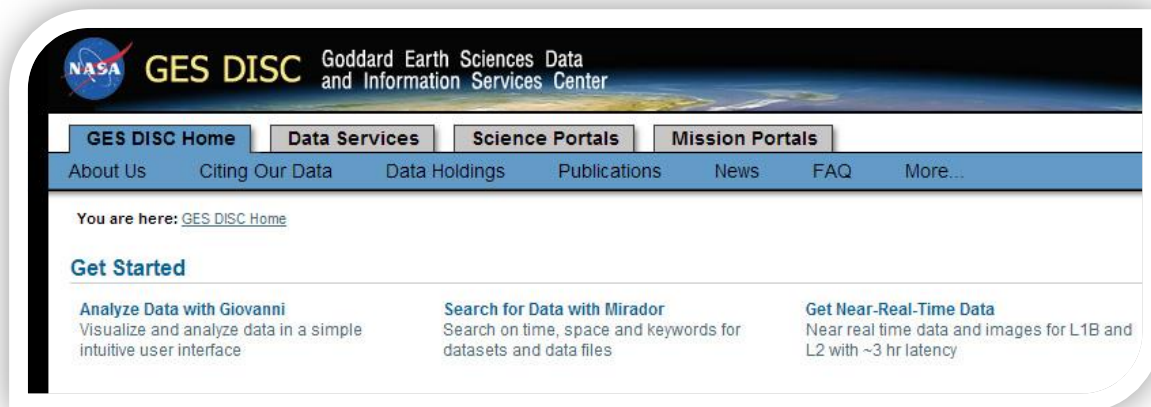 NASA
GES DISC
Goddard Earth Sciences Data
and Information Services Center
GES DISC Home Data Services Science Portals Mission Portals
About Us Citing Our Data Data Holdings Publications News FAQ More...
You are here: GES DISC Home
Get Started
Analyze Data with Giovanni
Visualize and analyze data in a simple
intuitive user interface
Search for Data with Mirador
Search on time, space and keywords for
datasets and data files
Get Near-Real-Time Data
Near real time data and images for L1B and
L2 with ~3 hr latency